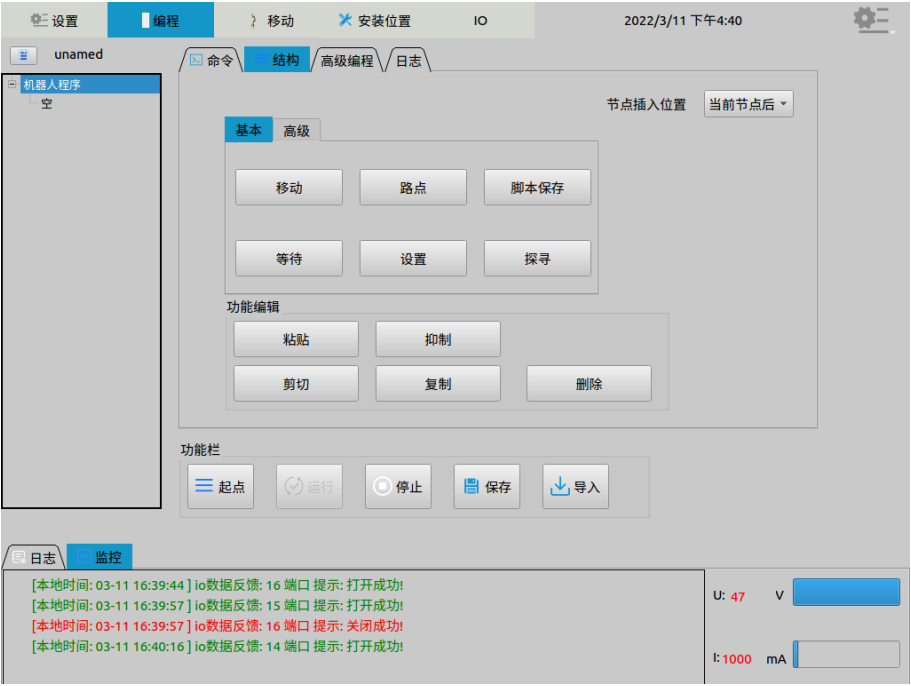 设置 编程 移动 安装位置 IO 2022/3/11 下午4:40
unamed
命令 结构 高级编程 日志
机器人程序
空
节点插入位置 当前节点后
基本 高级
移动 路点 脚本保存
等待 设置 探寻
功能编辑
粘贴 抑制
剪切 复制 删除
功能栏
起点 运行 停止 保存 导入
日志 监控
[本地时间: 03-11 16:39:44 ] io数据反馈: 16 端口 提示: 打开成功!
[本地时间: 03-11 16:39:57 ] io数据反馈: 15 端口 提示: 打开成功!
[本地时间: 03-11 16:39:57 ] io数据反馈: 16 端口 提示: 关闭成功!
[本地时间: 03-11 16:40:16 ] io数据反馈: 14 端口 提示: 打开成功!
U: 47 V
I: 1000 mA